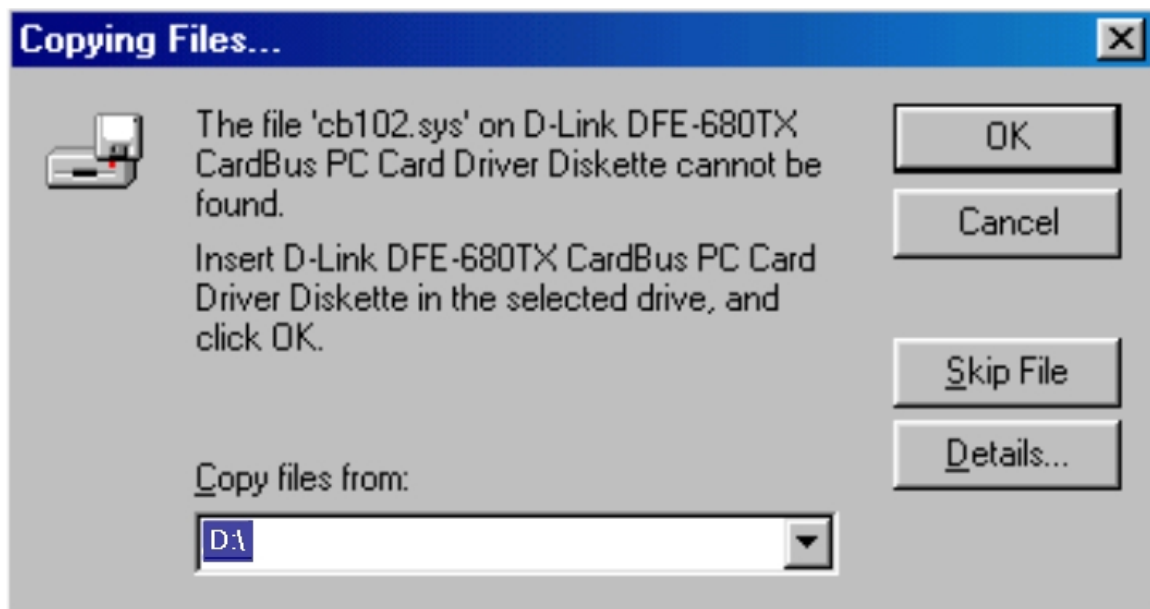 Copying Files...
The file 'cb102.sys' on D-Link DFE-680TX
CardBus PC Card Driver Diskette cannot be
found.
Insert D-Link DFE-680TX CardBus PC Card
Driver Diskette in the selected drive, and
click OK.
Copy files from:
D:\
OK
Cancel
Skip File
Details...